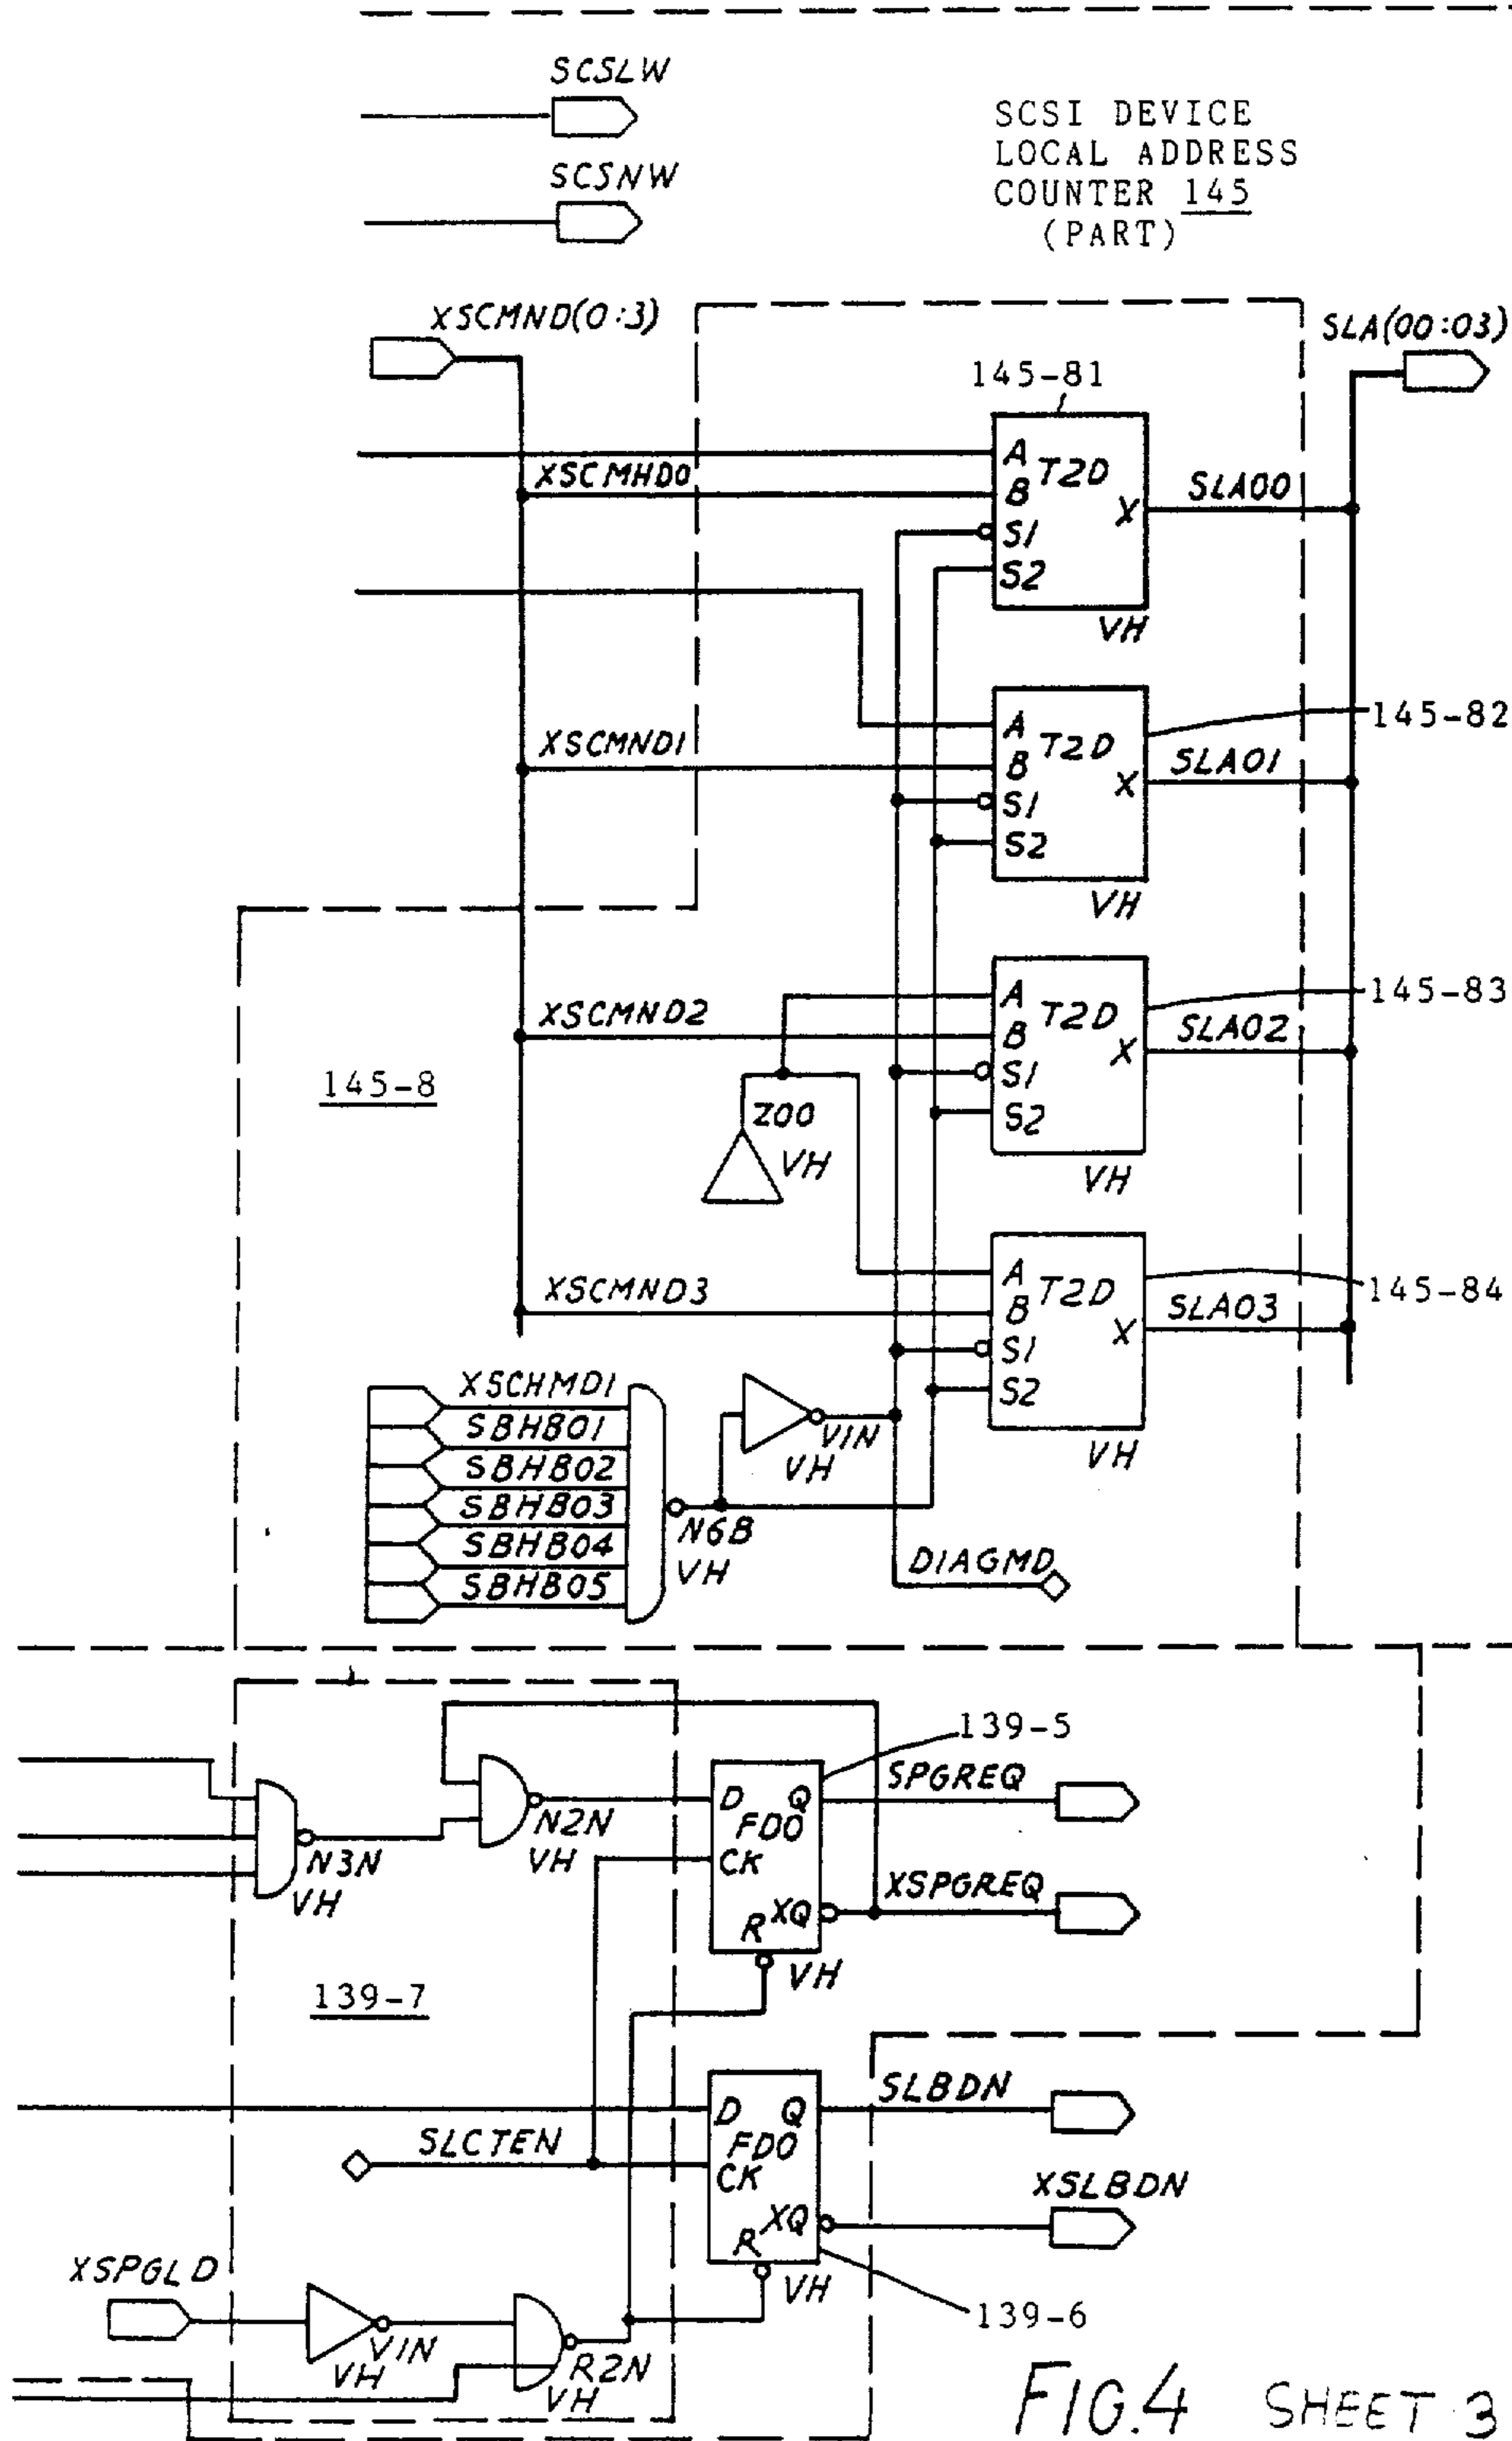 SCSLW
SCSI DEVICE
LOCAL ADDRESS
COUNTER 145
(PART)
SCSNW
XSCMND(0:3)
SLA(00:03)
145-81
A
T2D
XSCMHD0
B
SLA00
X
S1
S2
VH
145-82
A
T2D
XSCMND1
B
SLA01
X
S1
S2
VH
145-83
A
T2D
XSCMND2
B
SLA02
X
145-8
S1
Z00
S2
VH
VH
A
T2D
145-84
XSCMND3
B
SLA03
X
S1
XSCHMD1
S2
SBHB01
VIN
VH
VH
SBHB02
SBHB03
N6B
VH
SBHB04
DIAGMD
SBHB05
139-5
SPGREQ
D
Q
N2N
VH
FD0
CK
N3N
VH
XSPGREQ
XQ
R
VH
139-7
SLBDN
D
Q
SLCTEN
FD0
CK
XSLBDN
XQ
R
VH
XSPGLD
139-6
VIN
VH
R2N
VH
FIG.4 SHEET 3